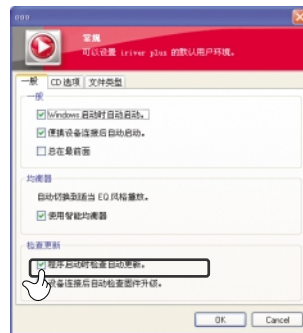 常规
可以设置 iriver plus 的默认用户环境。
一般 CD 选项 文件类型
一般
Windows 启动时自动启动。
便携设备连接后自动启动。
总在最前面
均衡器
自动切换到适当 EQ 风格播放。
使用智能均衡器
检查更新
程序启动时检查自动更新。
设备连接后自动检查固件升级。
OK Cancel